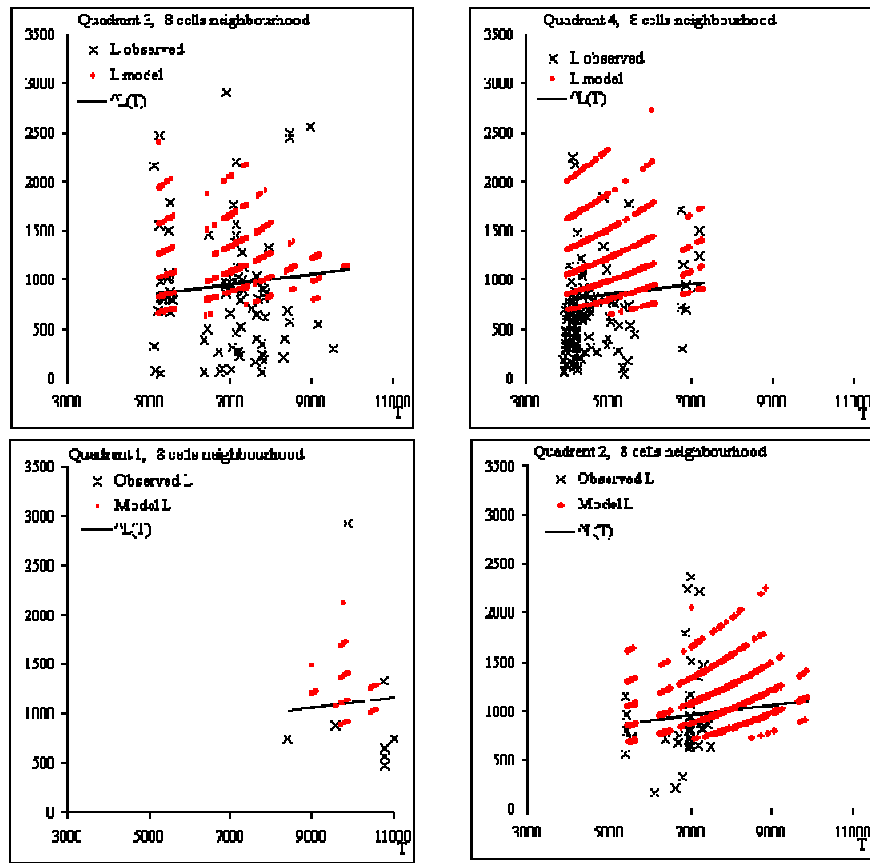 Quadrant 3, 8 cells neighbourhood
3500
× L observed
3000
L model
2500
^L(T)
2000
1500
1000
500
0
3000 5000 7000 9000 11000
T
Quadrant 4, 8 cells neighbourhood
3500
× L observed
3000
L model
2500
^L(T)
2000
1500
1000
500
0
3000 5000 7000 9000 11000
T
Quadrant 1, 8 cells neighbourhood
3500
× Observed L
3000
Model L
2500
^L(T)
2000
1500
1000
500
0
3000 5000 7000 9000 11000
T
Quadrant 2, 8 cells neighbourhood
3500
× Observed L
3000
Model L
2500
^L(T)
2000
1500
1000
500
0
3000 5000 7000 9000 11000
T